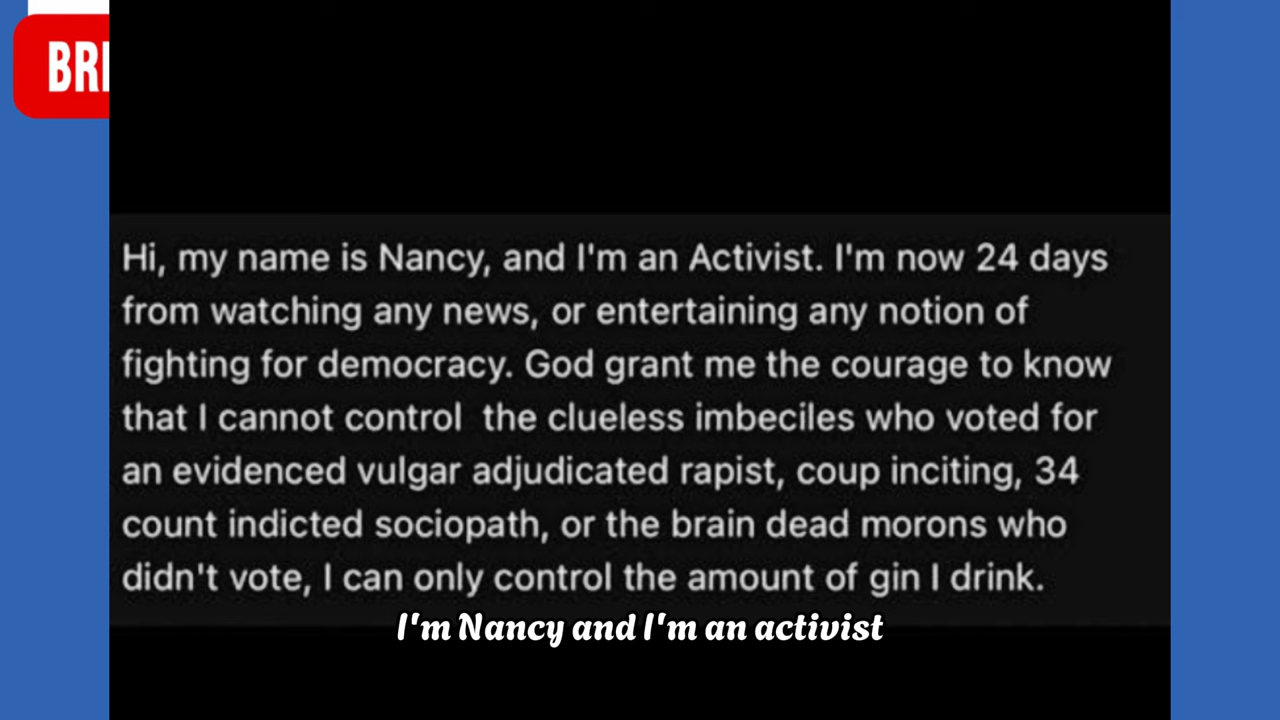 BRE
Hi, my name is Nancy, and I'm an Activist. I'm now 24 days
from watching any news, or entertaining any notion of
fighting for democracy. God grant me the courage to know
that I cannot control the clueless imbeciles who voted for
an evidenced vulgar adjudicated rapist, coup inciting, 34
count indicted sociopath, or the brain dead morons who
didn't vote, I can only control the amount of gin I drink.
I'm Nancy and I'm an activist